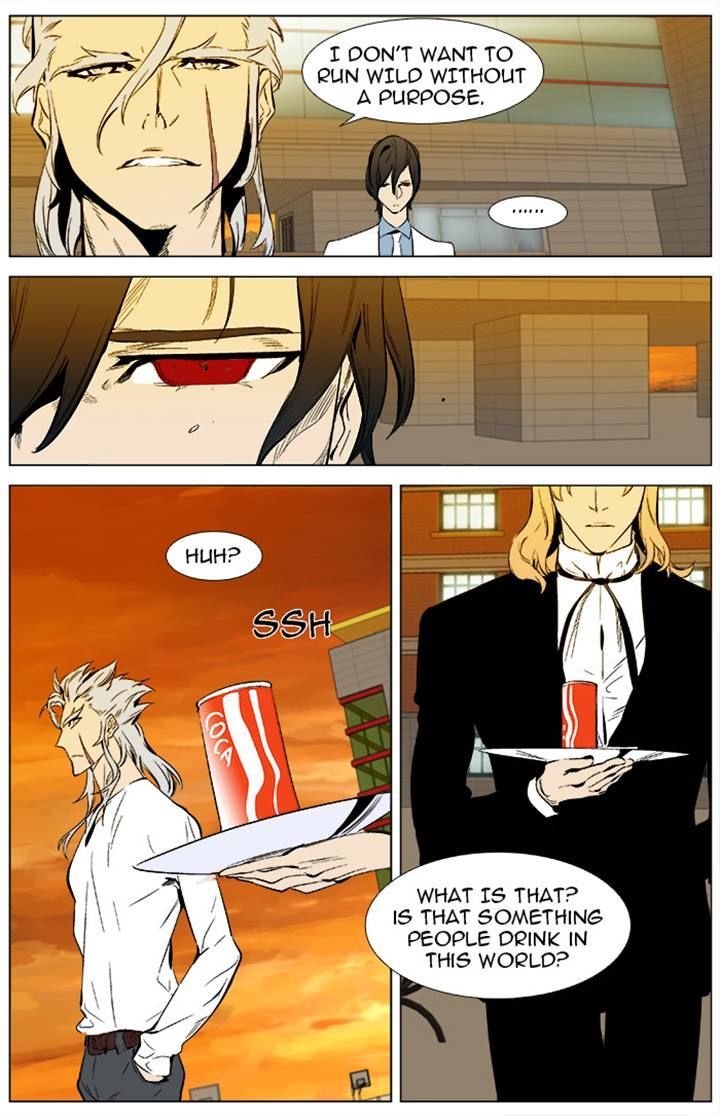 I DON'T WANT TO
RUN WILD WITHOUT
A PURPOSE.
......
HUH?
SSH
COCA
WHAT IS THAT?
IS THAT SOMETHING
PEOPLE DRINK IN
THIS WORLD?